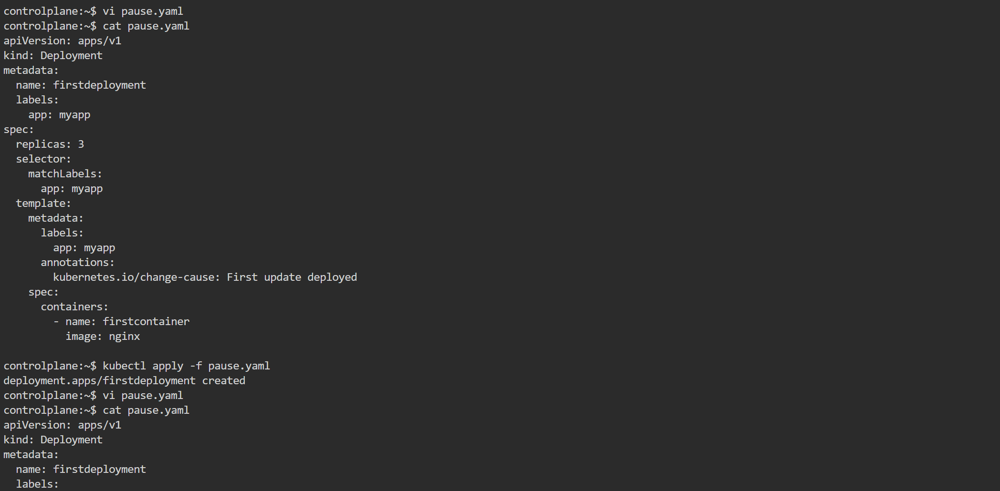 controlplane:~$ vi pause.yaml
controlplane:~$ cat pause.yaml
apiVersion: apps/v1
kind: Deployment
metadata:
  name: firstdeployment
  labels:
    app: myapp
spec:
  replicas: 3
  selector:
    matchLabels:
      app: myapp
  template:
    metadata:
      labels:
        app: myapp
      annotations:
        kubernetes.io/change-cause: First update deployed
    spec:
      containers:
        - name: firstcontainer
          image: nginx

controlplane:~$ kubectl apply -f pause.yaml
deployment.apps/firstdeployment created
controlplane:~$ vi pause.yaml
controlplane:~$ cat pause.yaml
apiVersion: apps/v1
kind: Deployment
metadata:
  name: firstdeployment
  labels: